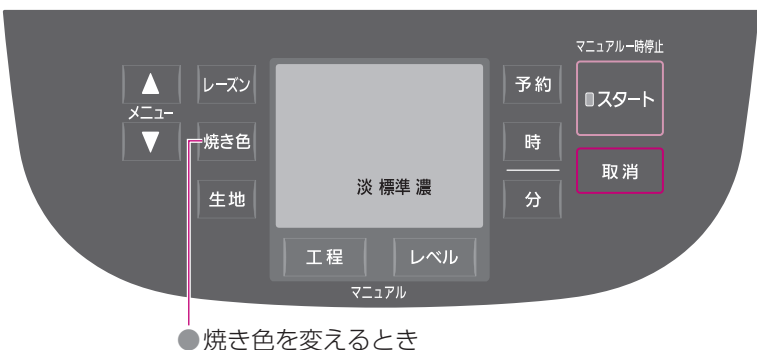 マニュアル一時停止
レーズン
予約
スタート
メニュー
焼き色
時
取消
淡 標準 濃
生地
分
工程
レベル
マニュアル
●焼き色を変えるとき